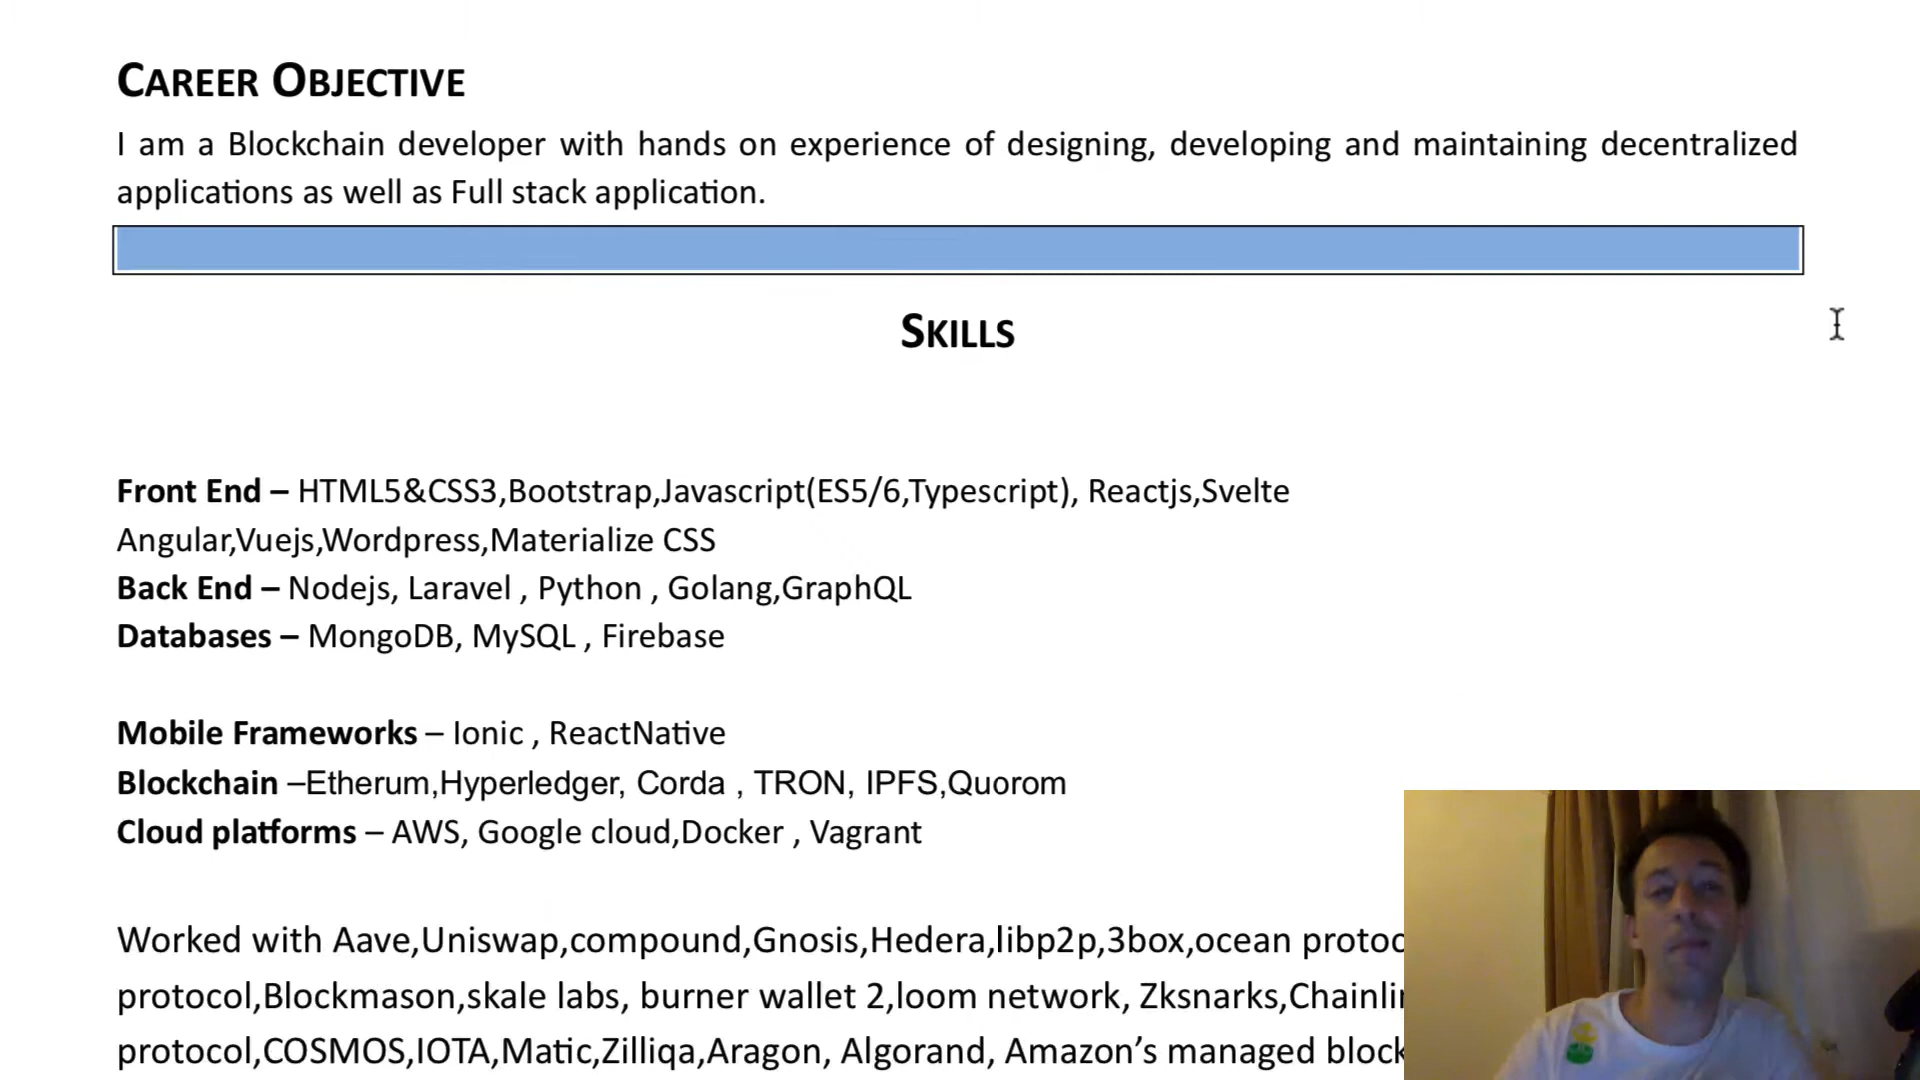 CAREER OBJECTIVE
I am a Blockchain developer with hands on experience of designing, developing and maintaining decentralized
applications as well as Full stack application.
SKILLS
Front End – HTML5&CSS3,Bootstrap,Javascript(ES5/6,Typescript), Reactjs,Svelte
Angular,Vuejs,Wordpress,Materialize CSS
Back End – Nodejs, Laravel , Python , Golang,GraphQL
Databases – MongoDB, MySQL , Firebase
Mobile Frameworks – Ionic , ReactNative
Blockchain –Etherum,Hyperledger, Corda , TRON, IPFS,Quorom
Cloud platforms – AWS, Google cloud,Docker , Vagrant
Worked with Aave,Uniswap,compound,Gnosis,Hedera,libp2p,3box,ocean
protocol,Blockmason,skale labs, burner wallet 2,loom network, Zksnarks,
protocol,COSMOS,IOTA,Matic,Zilliqa,Aragon, Algorand, Amazon’s managed